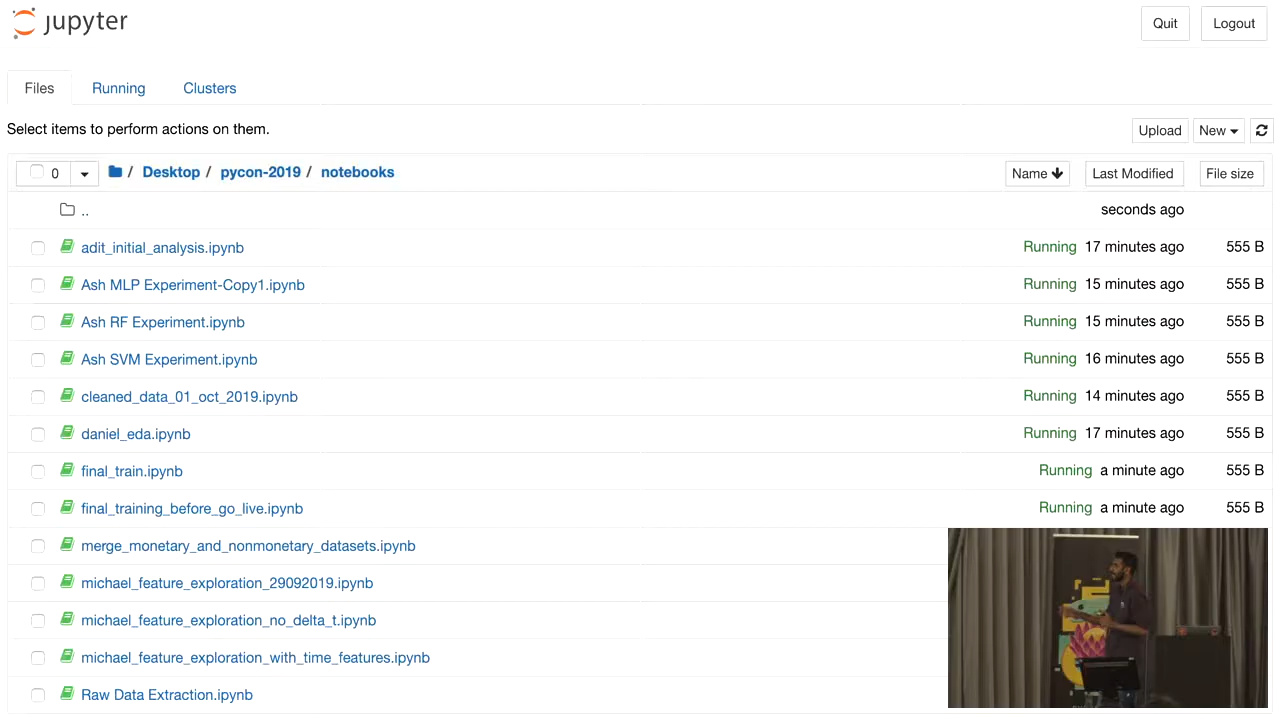 jupyter
Quit
Logout
Files
Running
Clusters
Select items to perform actions on them.
Upload
New
0
/ Desktop / pycon-2019 / notebooks
Name
Last Modified
File size
..
seconds ago
adit_initial_analysis.ipynb Running 17 minutes ago 555 B
Ash MLP Experiment-Copy1.ipynb Running 15 minutes ago 555 B
Ash RF Experiment.ipynb Running 15 minutes ago 555 B
Ash SVM Experiment.ipynb Running 16 minutes ago 555 B
cleaned_data_01_oct_2019.ipynb Running 14 minutes ago 555 B
daniel_eda.ipynb Running 17 minutes ago 555 B
final_train.ipynb Running a minute ago 555 B
final_training_before_go_live.ipynb Running a minute ago 555 B
merge_monetary_and_nonmonetary_datasets.ipynb
michael_feature_exploration_29092019.ipynb
michael_feature_exploration_no_delta_t.ipynb
michael_feature_exploration_with_time_features.ipynb
Raw Data Extraction.ipynb